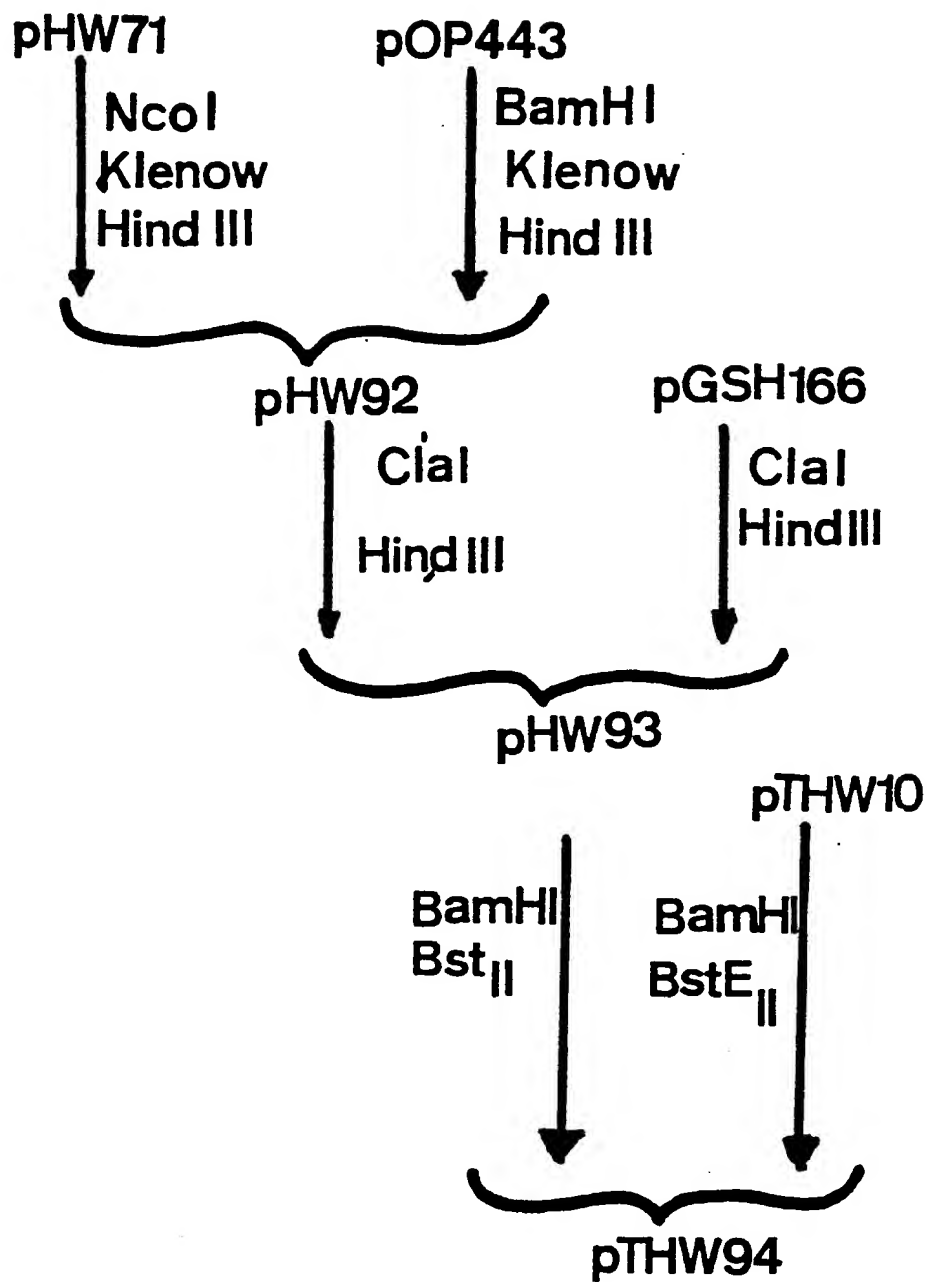 pHW71
pOP443
NcoI
Klenow
Hind III
BamHI
Klenow
Hind III
pHW92
pGSH166
ClaI
Hind III
ClaI
HindIII
pHW93
pTHW10
BamHI
BstII
BamHI
BstEII
pTHW94